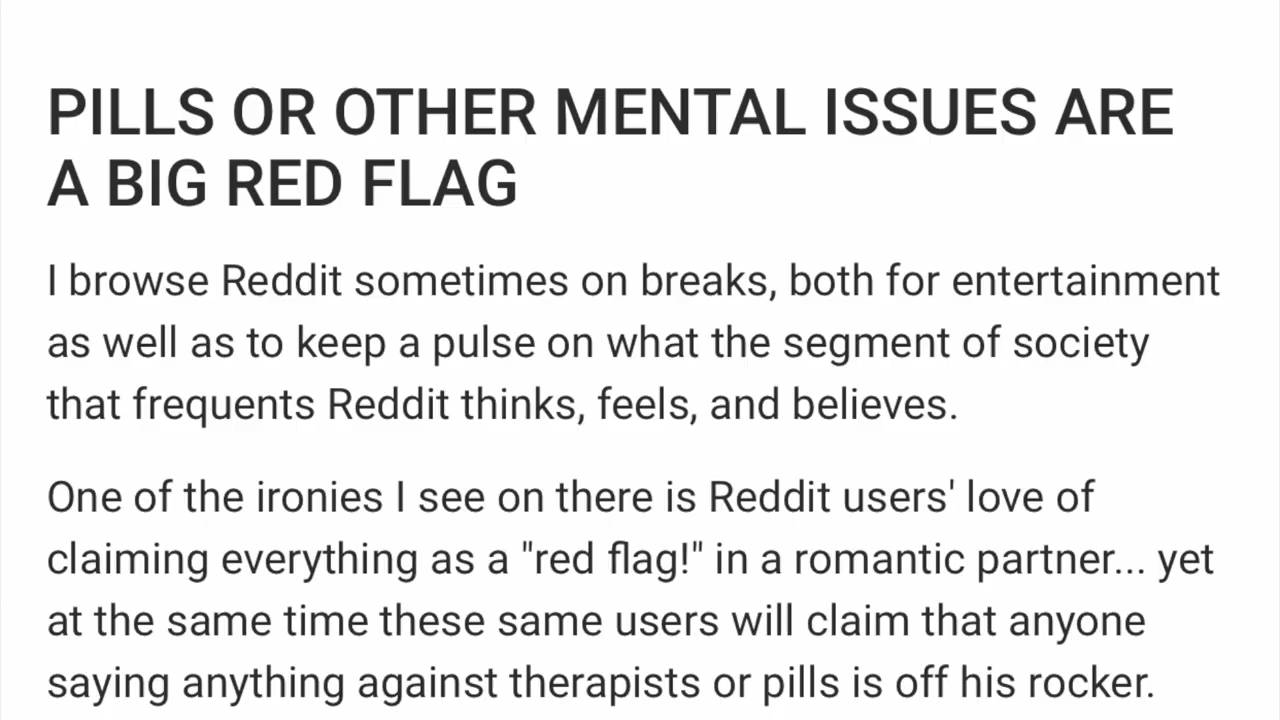 PILLS OR OTHER MENTAL ISSUES ARE
A BIG RED FLAG
I browse Reddit sometimes on breaks, both for entertainment
as well as to keep a pulse on what the segment of society
that frequents Reddit thinks, feels, and believes.
One of the ironies I see on there is Reddit users' love of
claiming everything as a "red flag!" in a romantic partner... yet
at the same time these same users will claim that anyone
saying anything against therapists or pills is off his rocker.